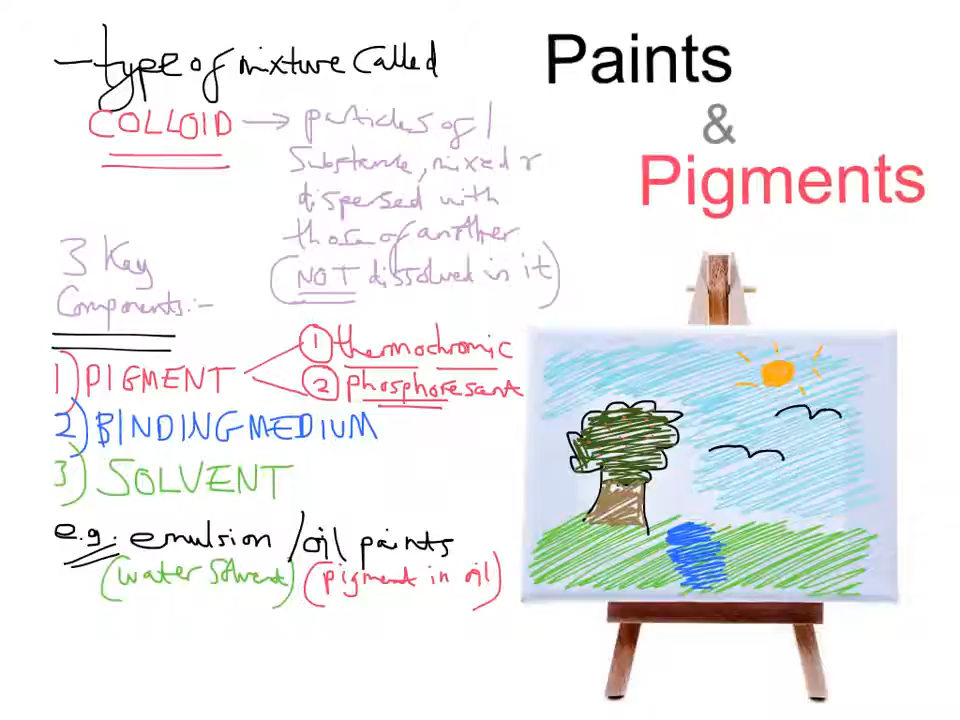 Paints
&
Pigments
- type of mixture called
COLLOID → particles of 1
substance, mixed &
dispersed with
those of another
(NOT dissolved in it)
3 Key
Components:-
1) PIGMENT
① thermochromic
② phosphoresant
2) BINDING MEDIUM
3) SOLVENT
e.g. emulsion / oil paints
(water solvent) (pigment in oil)